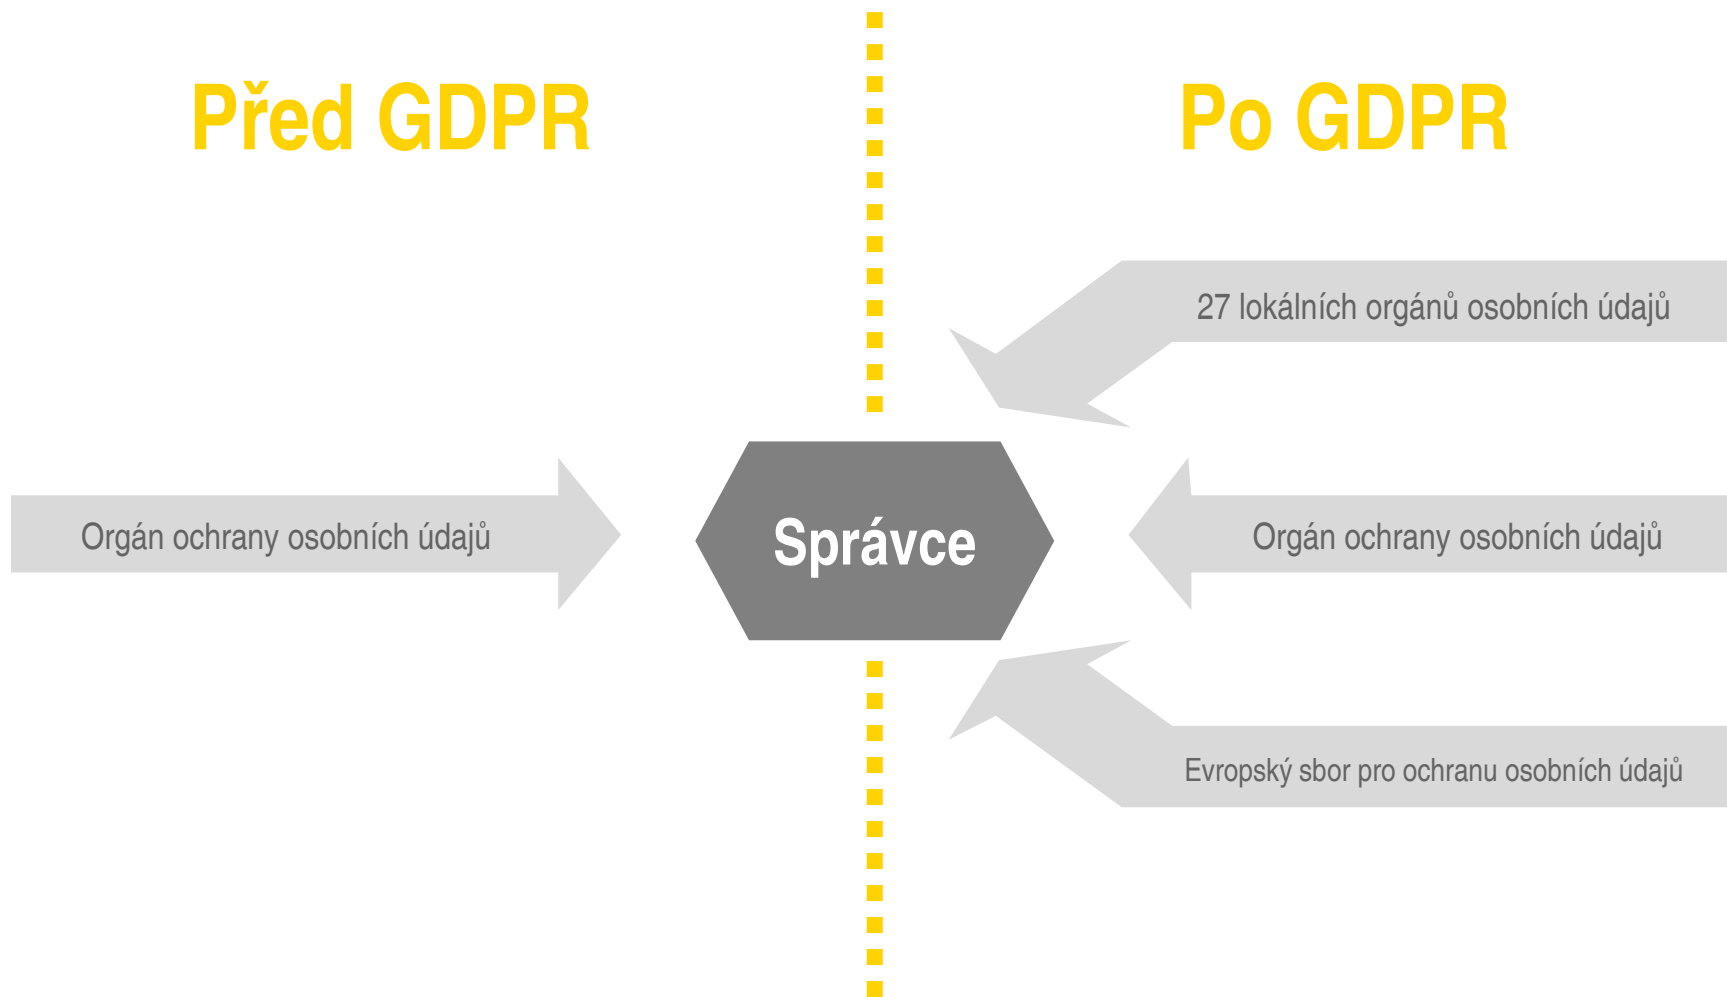 Před GDPR
Po GDPR
27 lokálních orgánů osobních údajů
Orgán ochrany osobních údajů
Správce
Orgán ochrany osobních údajů
Evropský sbor pro ochranu osobních údajů